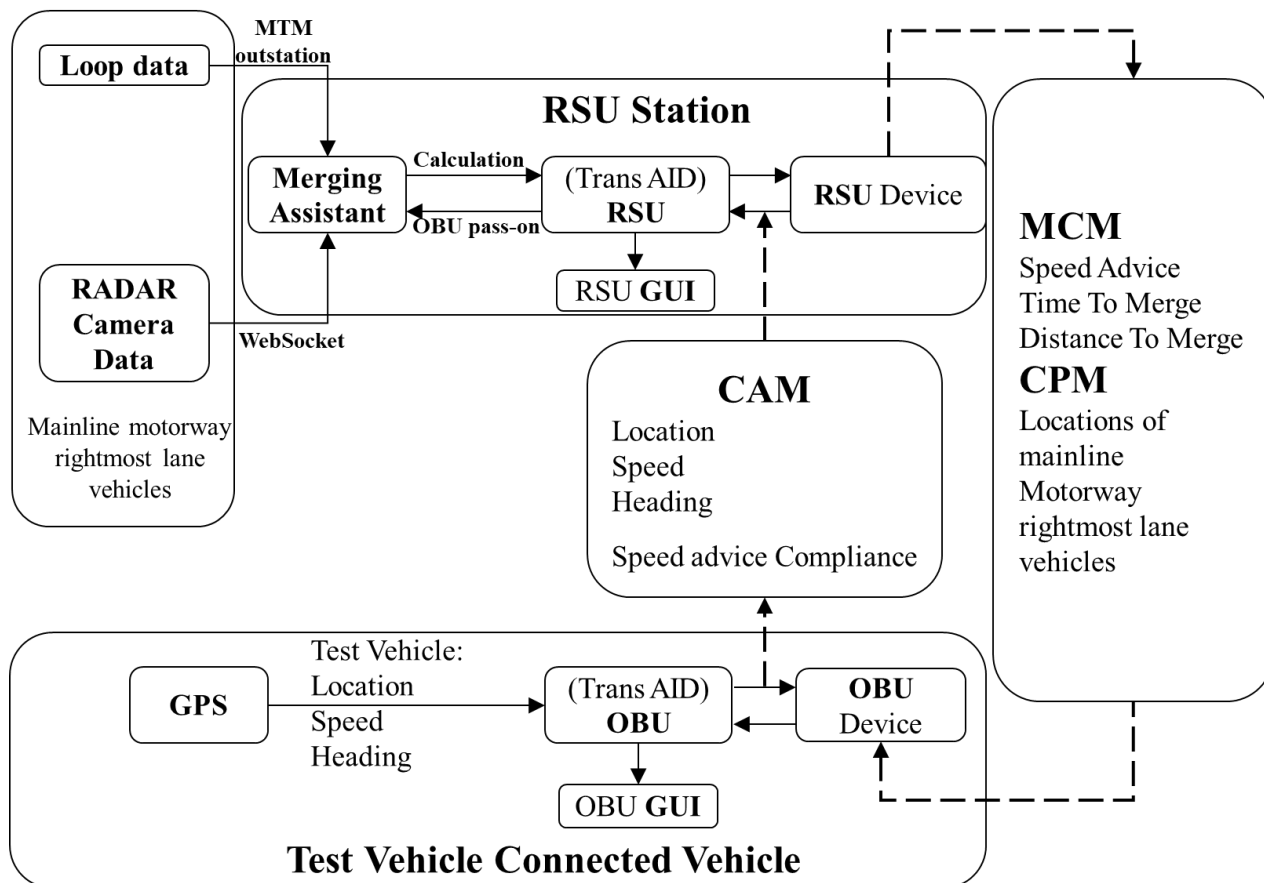 MTM
outstation
Loop data
RSU Station
Merging
Assistant
Calculation
OBU pass-on
(Trans AID)
RSU
RSU Device
RSU GUI
RADAR
Camera
Data
WebSocket
Mainline motorway
rightmost lane
vehicles
MCM
Speed Advice
Time To Merge
Distance To Merge
CPM
Locations of
mainline
Motorway
rightmost lane
vehicles
CAM
Location
Speed
Heading
Speed advice Compliance
GPS
Test Vehicle:
Location
Speed
Heading
(Trans AID)
OBU
OBU
Device
OBU GUI
Test Vehicle Connected Vehicle